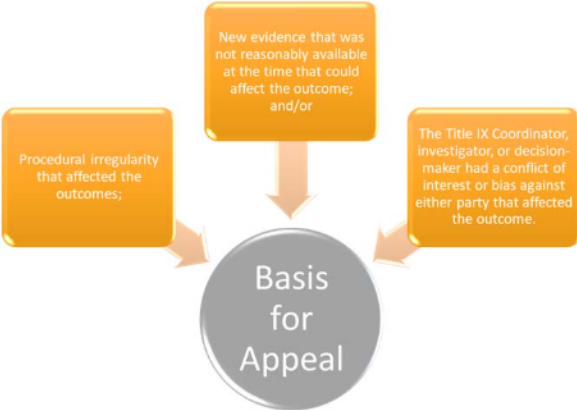 New evidence that was
not reasonably available
at the time that could
affect the outcome;
and/or
Procedural irregularity
that affected the
outcomes;
The Title IX Coordinator,
investigator, or decision-
maker had a conflict of
interest or bias against
either party that affected
the outcome.
Basis
for
Appeal